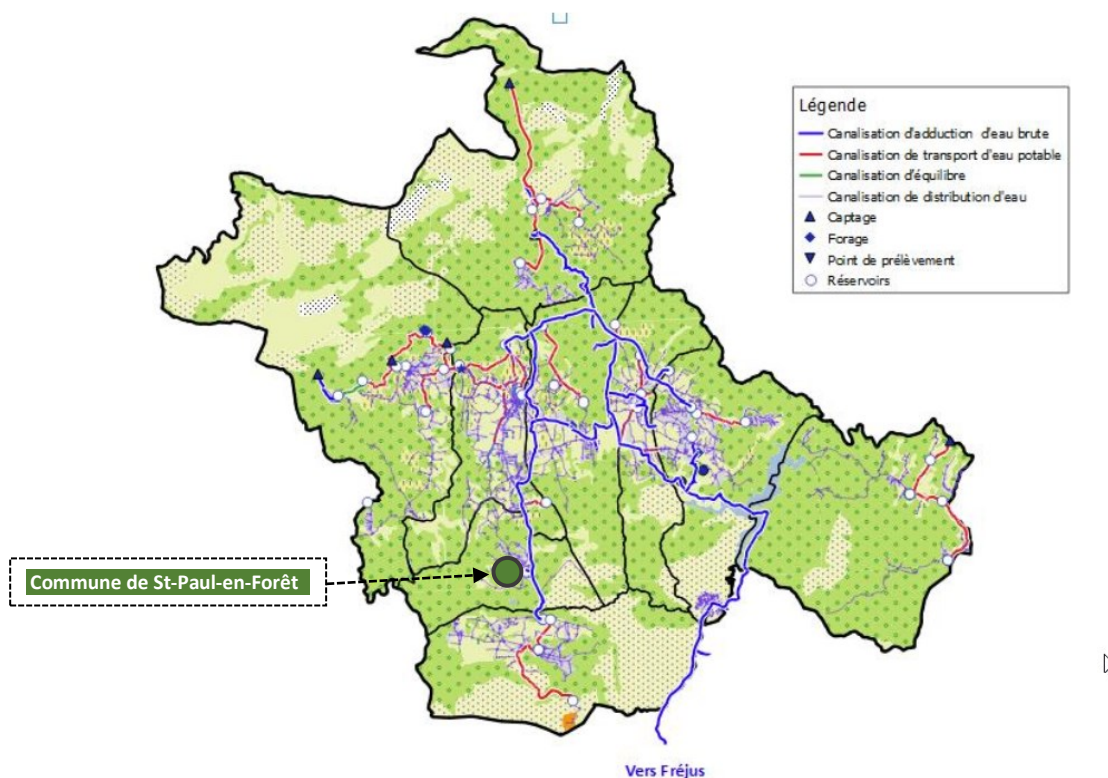 Légende
Canalisation d'adduction d'eau brute
Canalisation de transport d'eau potable
Canalisation d'équilibre
Canalisation de distribution d'eau
Captage
Forage
Point de prélèvement
Réservoirs
Commune de St-Paul-en-Forêt
Vers Fréjus